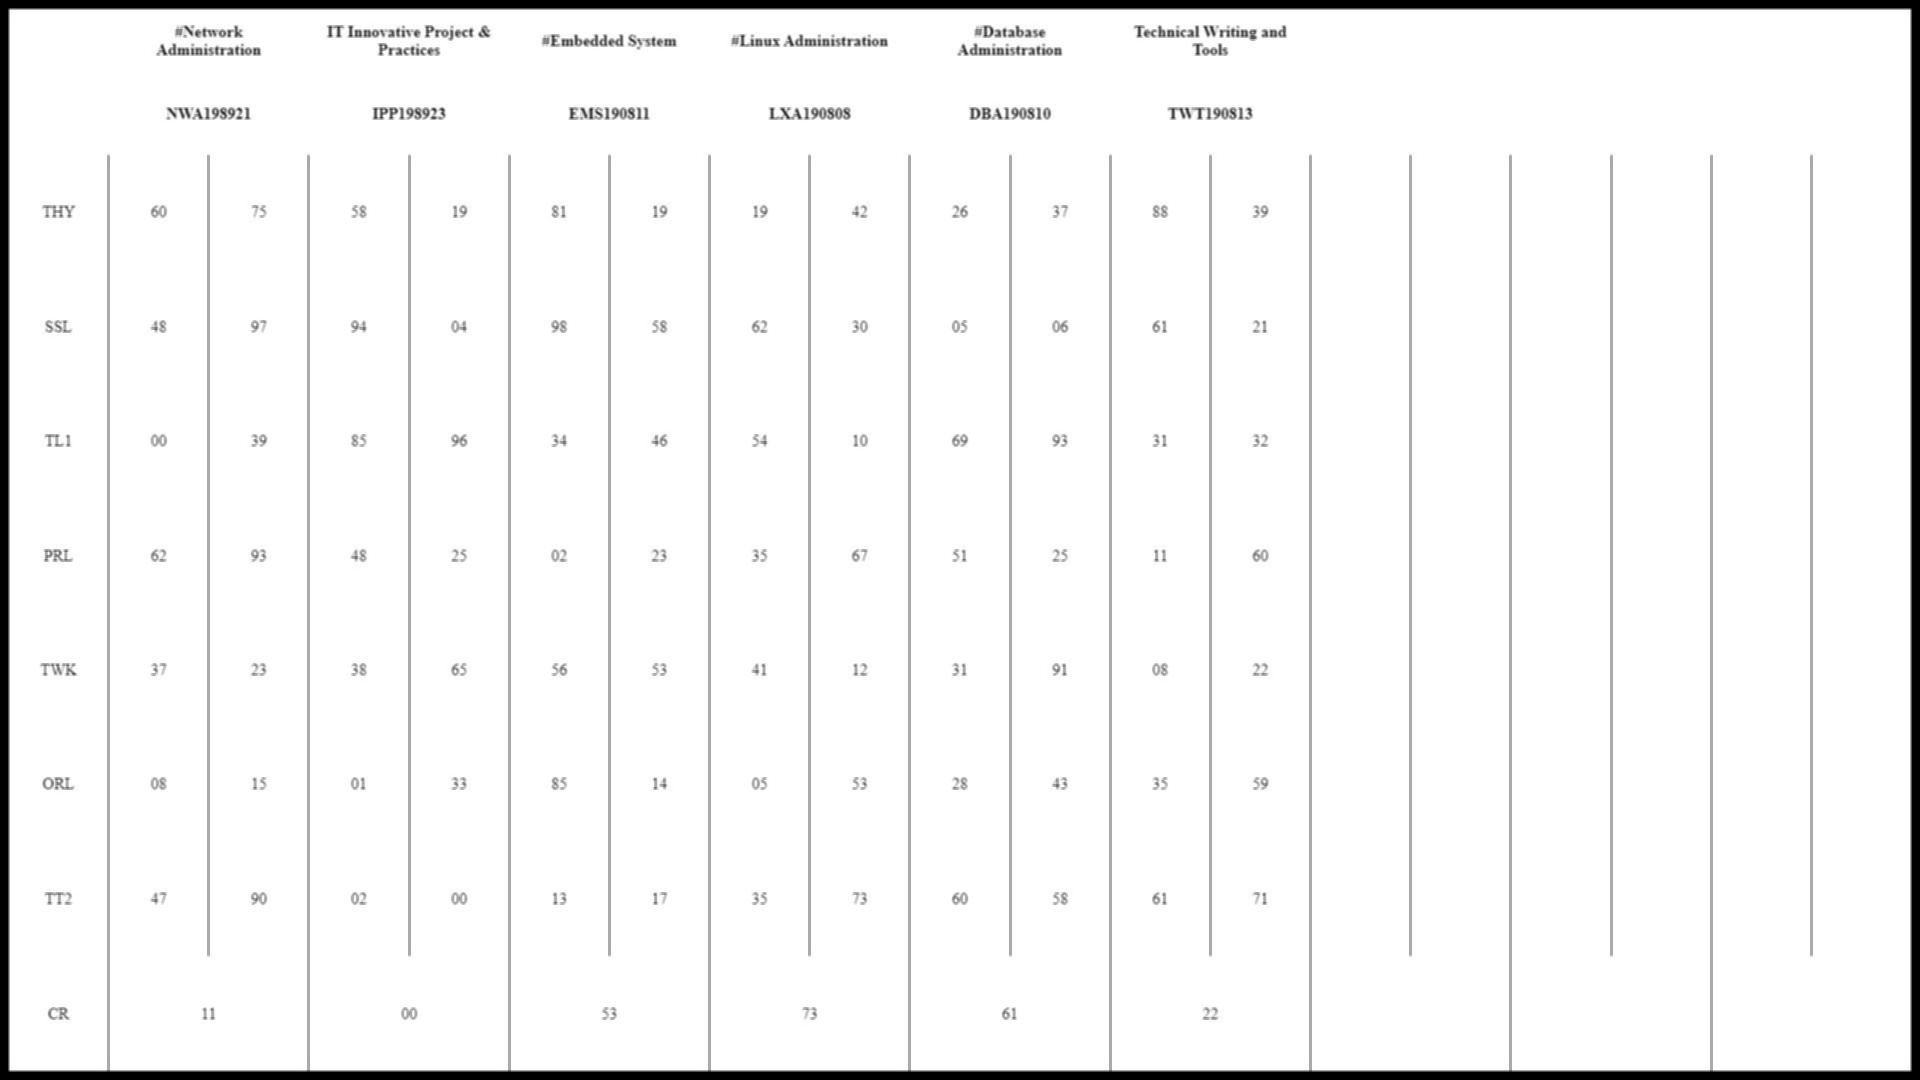 #Network Administration IT Innovative Project & Practices #Embedded System #Linux Administration #Database Administration Technical Writing and Tools
NWA198921 IPP198923 EMS190811 LXA190808 DBA190810 TWT190813
THY 60 75 58 19 81 19 19 42 26 37 88 39
SSL 48 97 94 04 98 58 62 30 05 06 61 21
TL1 00 39 85 96 34 46 54 10 69 93 31 32
PRL 62 93 48 25 02 23 35 67 51 25 11 60
TWK 37 23 38 65 56 53 41 12 31 91 08 22
ORL 08 15 01 33 85 14 05 53 28 43 35 59
TT2 47 90 02 00 13 17 35 73 60 58 61 71
CR 11 00 53 73 61 22